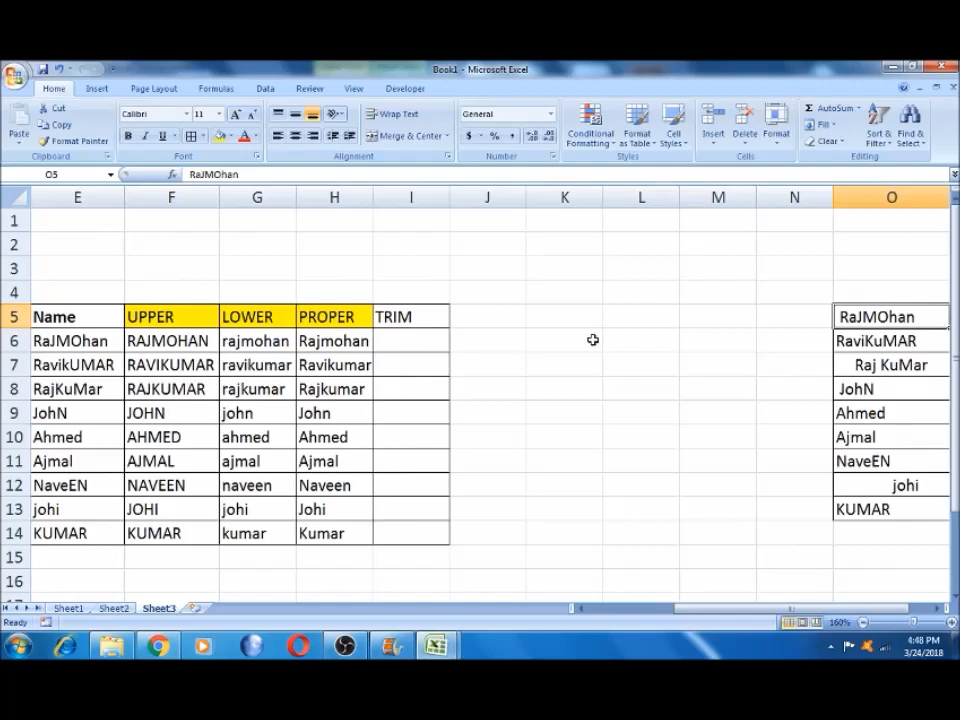 Book1 - Microsoft Excel
Home Insert Page Layout Formulas Data Review View Developer
Paste
Cut
Copy
Format Painter
Clipboard
Calibri 11
B I U
Font
Wrap Text
Merge & Center
Alignment
General
$ % ,
Number
Conditional Formatting
Format as Table
Cell Styles
Styles
Insert Delete Format
Cells
AutoSum
Fill
Clear
Sort & Filter
Find & Select
Editing
O5 fx RaJMOhan
E F G H I J K L M N O
1
2
3
4
5 Name UPPER LOWER PROPER TRIM RaJMOhan
6 RaJMOhan RAJMOHAN rajmohan Rajmohan RaviKuMAR
7 RavikUMAR RAVIKUMAR ravikumar Ravikumar Raj KuMar
8 RajKuMar RAJKUMAR rajkumar Rajkumar JohN
9 JohN JOHN john John Ahmed
10 Ahmed AHMED ahmed Ahmed Ajmal
11 Ajmal AJMAL ajmal Ajmal NaveEN
12 NaveEN NAVEEN naveen Naveen johi
13 johi JOHI johi Johi KUMAR
14 KUMAR KUMAR kumar Kumar
15
16
Sheet1 Sheet2 Sheet3
Ready 160%
4:48 PM
3/24/2018